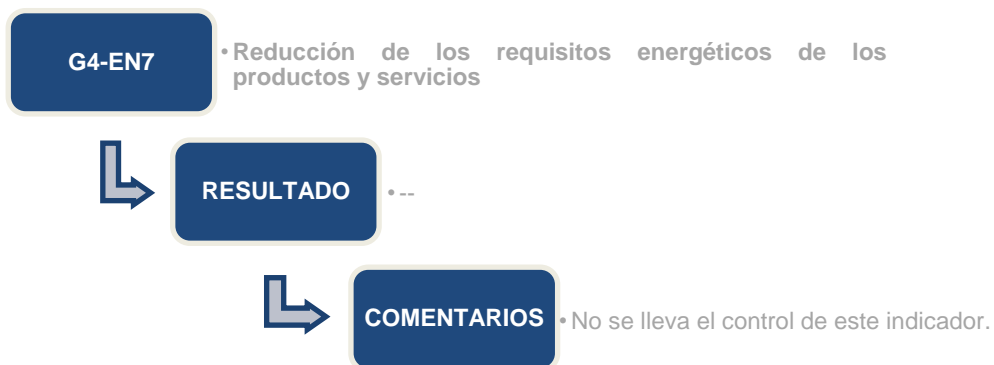 G4-EN7
• Reducción de los requisitos energéticos de los
productos y servicios
RESULTADO
• --
COMENTARIOS
• No se lleva el control de este indicador.